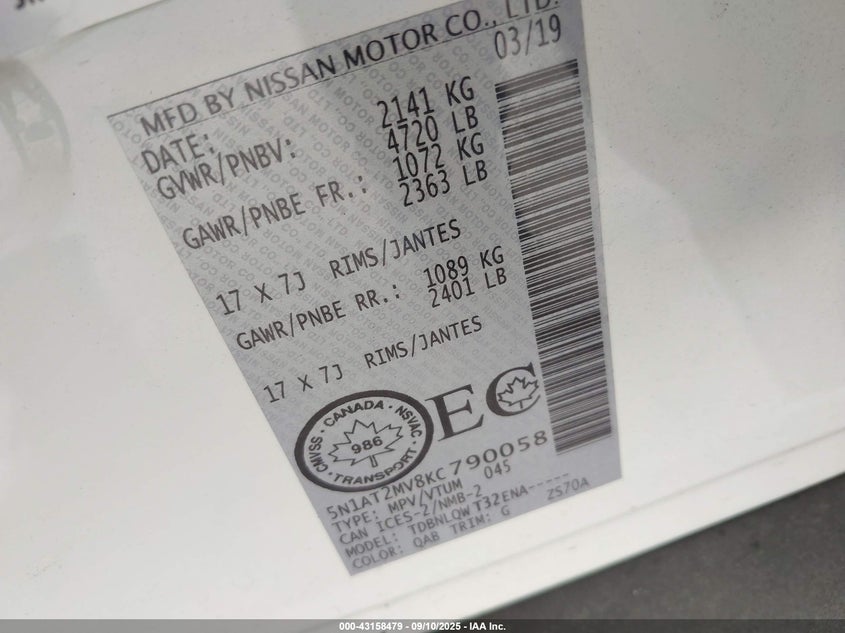 MFD BY NISSAN MOTOR CO., LTD.
DATE: 03/19
GVWR/PNBV: 2141 KG
4720 LB
GAWR/PNBE FR.: 1072 KG
2363 LB
17 X 7J RIMS/JANTES
GAWR/PNBE RR.: 1089 KG
2401 LB
17 X 7J RIMS/JANTES
CANADA · NSVAC · TRANSPORT · CMVSS ·
986
EC
5N1AT2MV8KC790058
TYPE: MPV/VTUM 045
CAN ICES-2/NMB-2
MODEL: TDBNLQWT32ENA-----
COLOR: QAB TRIM: G ZS70A
000-43158479 - 09/10/2025 - IAA Inc.